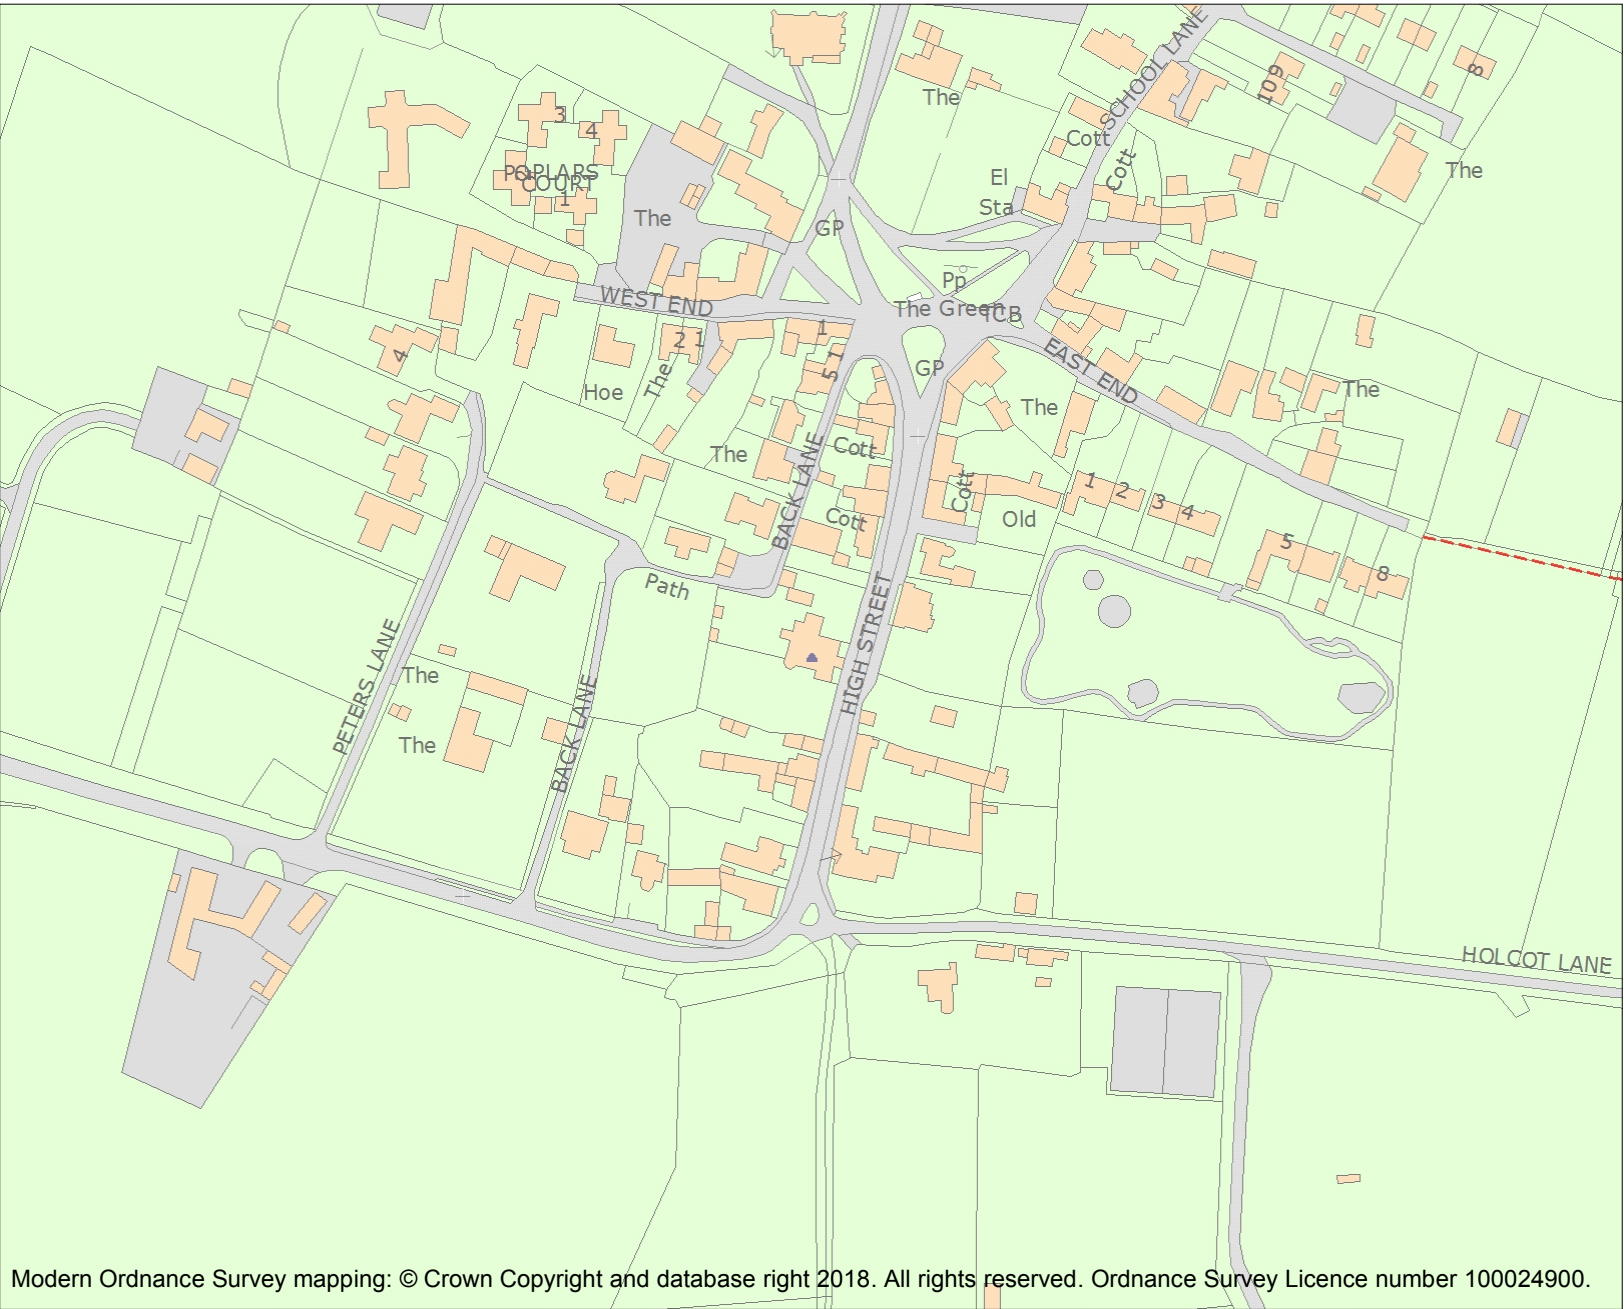 SCHOOL LANE
The
8
109
3
Cott
4
POPLARS
COURT
Cott
The
El
1
Sta
The
GP
Pp
WEST END
The Green
TCB
1
2 1
EAST END
4
5 1
GP
The
Hoe
The
The
Cott
The
BACK LANE
Cott
1
2
3
4
Cott
Old
5
8
Path
HIGH STREET
PETERS LANE
The
BACK LANE
The
HOLCOT LANE
Modern Ordnance Survey mapping: © Crown Copyright and database right 2018. All rights reserved. Ordnance Survey Licence number 100024900.